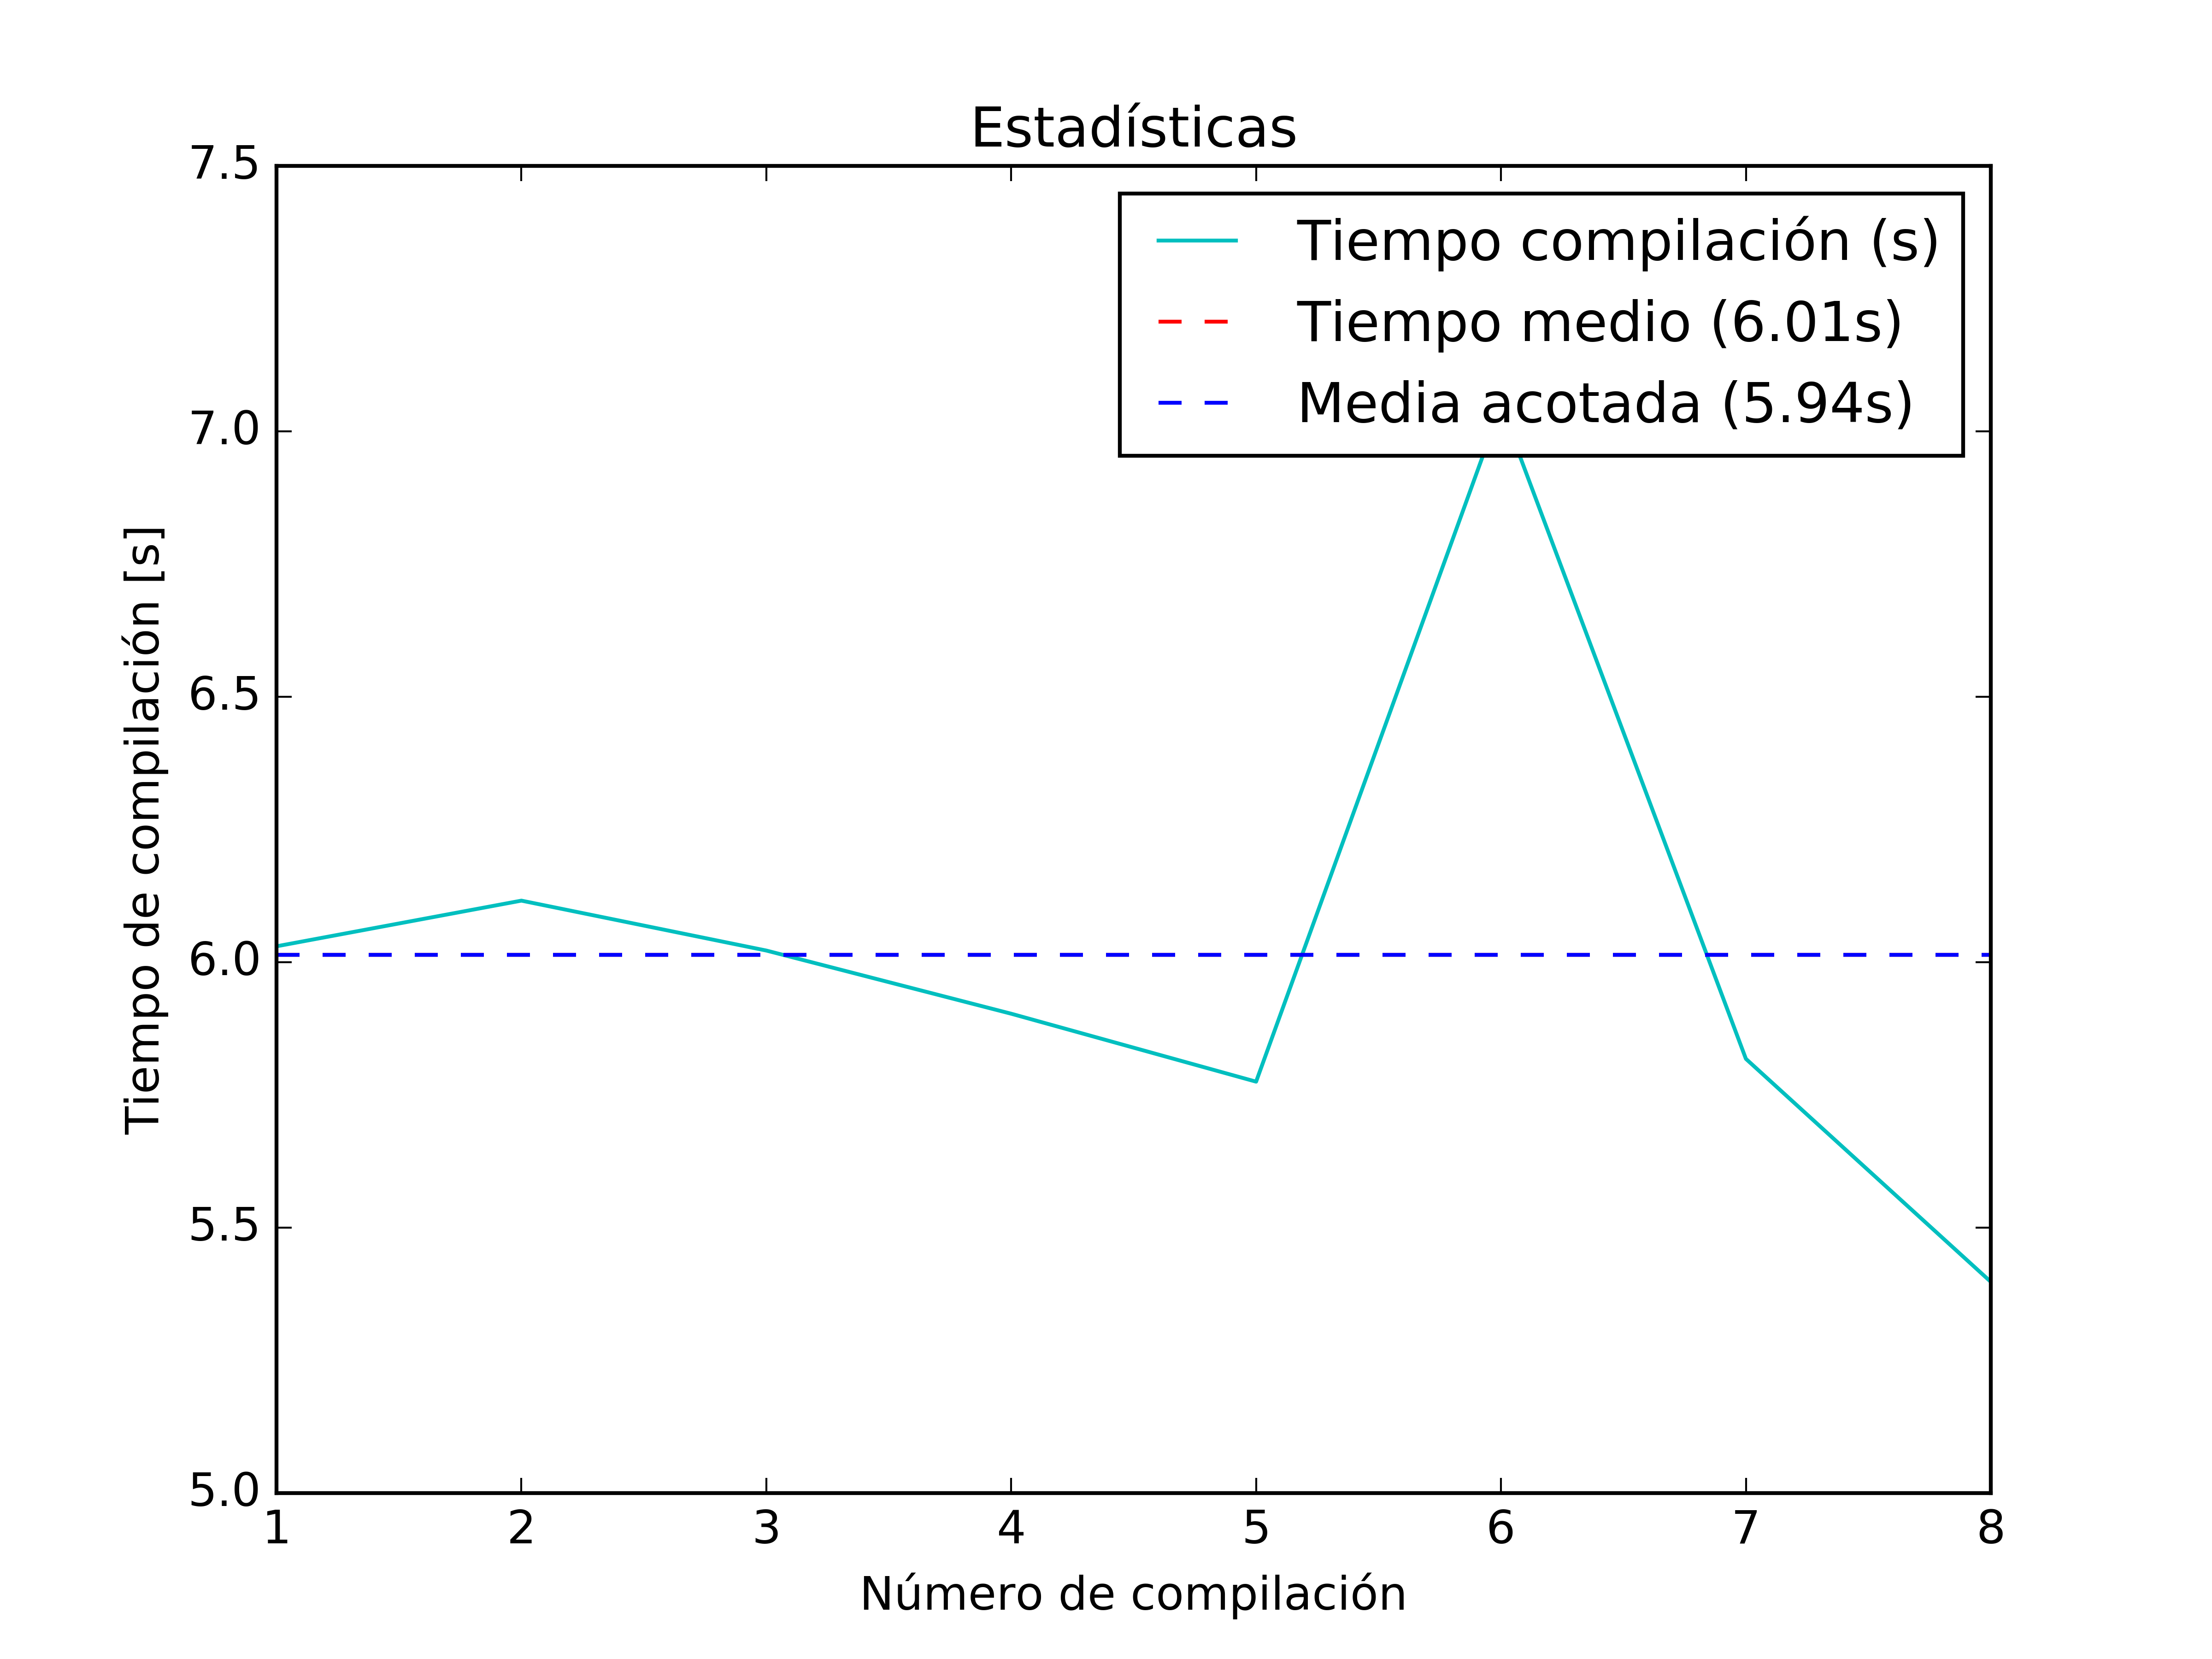 Estadísticas
7.5
7.0
6.5
6.0
5.5
5.0
Tiempo compilación (s)
Tiempo medio (6.01s)
Media acotada (5.94s)
Tiempo de compilación [s]
1 2 3 4 5 6 7 8
Número de compilación